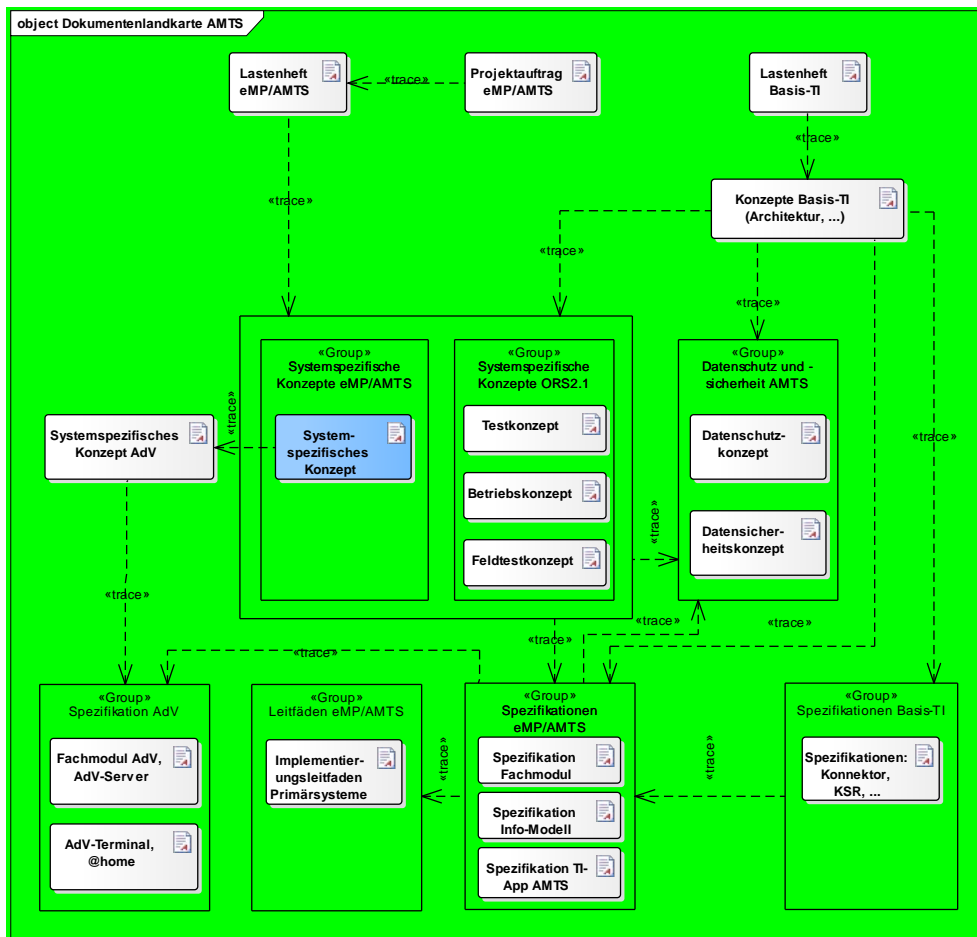 object Dokumentenlandkarte AMTS
Lastenheft
eMP/AMTS
«trace»
Projektauftrag
eMP/AMTS
Lastenheft
Basis-TI
«trace»
«trace»
Konzepte Basis-TI
(Architektur, ...)
«trace»
«trace»
«trace»
«Group»
Systemspezifische
Konzepte eMP/AMTS
System-
spezifisches
Konzept
«Group»
Systemspezifische
Konzepte ORS2.1
Testkonzept
Betriebskonzept
Feldtestkonzept
«Group»
Datenschutz und -
sicherheit AMTS
Datenschutz-
konzept
Datensicher-
heitskonzept
«trace»
Systemspezifisches
Konzept AdV
«trace»
«trace»
«trace»
«trace»
«trace»
«trace»
«trace»
«Group»
Spezifikation AdV
Fachmodul AdV,
AdV-Server
AdV-Terminal,
@home
«Group»
Leitfäden eMP/AMTS
Implementier-
ungsleitfaden
Primärsysteme
«trace»
«Group»
Spezifikationen
eMP/AMTS
Spezifikation
Fachmodul
Spezifikation
Info-Modell
Spezifikation TI-
App AMTS
«trace»
«Group»
Spezifikationen Basis-TI
Spezifikationen:
Konnektor,
KSR, ...